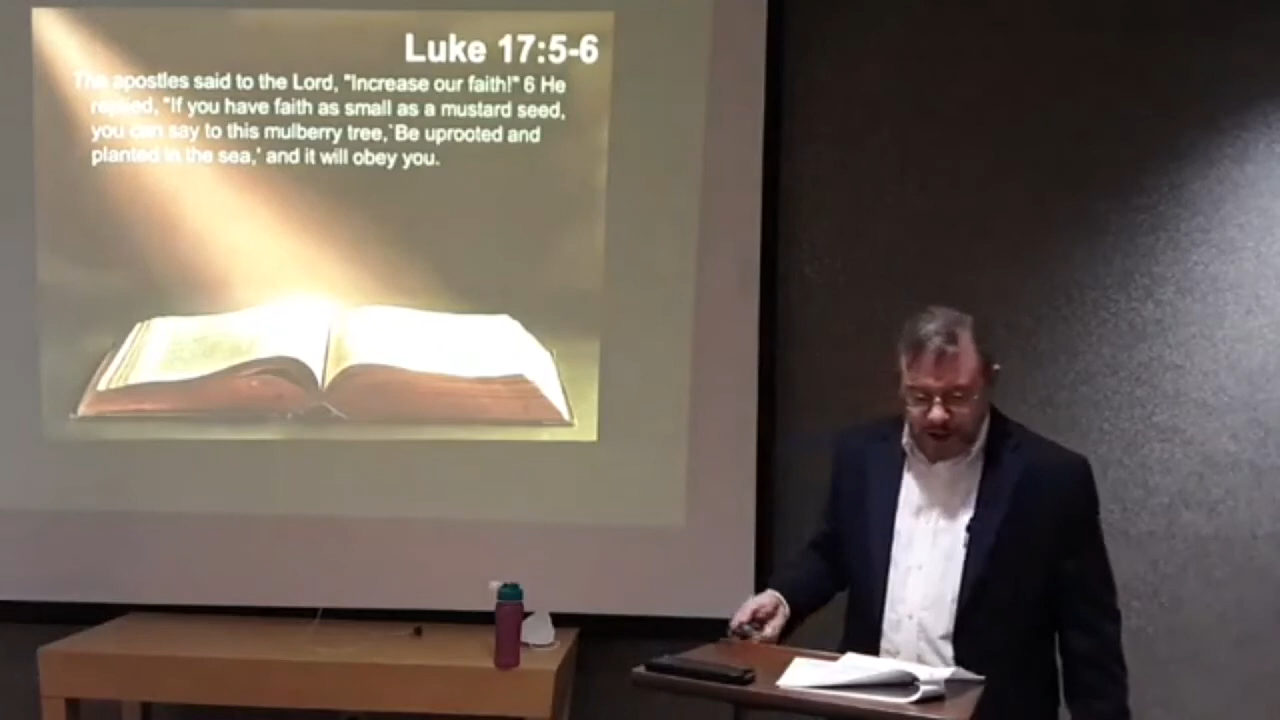 Luke 17:5-6
The apostles said to the Lord, "Increase our faith!" 6 He
replied, "If you have faith as small as a mustard seed,
you can say to this mulberry tree,`Be uprooted and
planted in the sea,' and it will obey you.